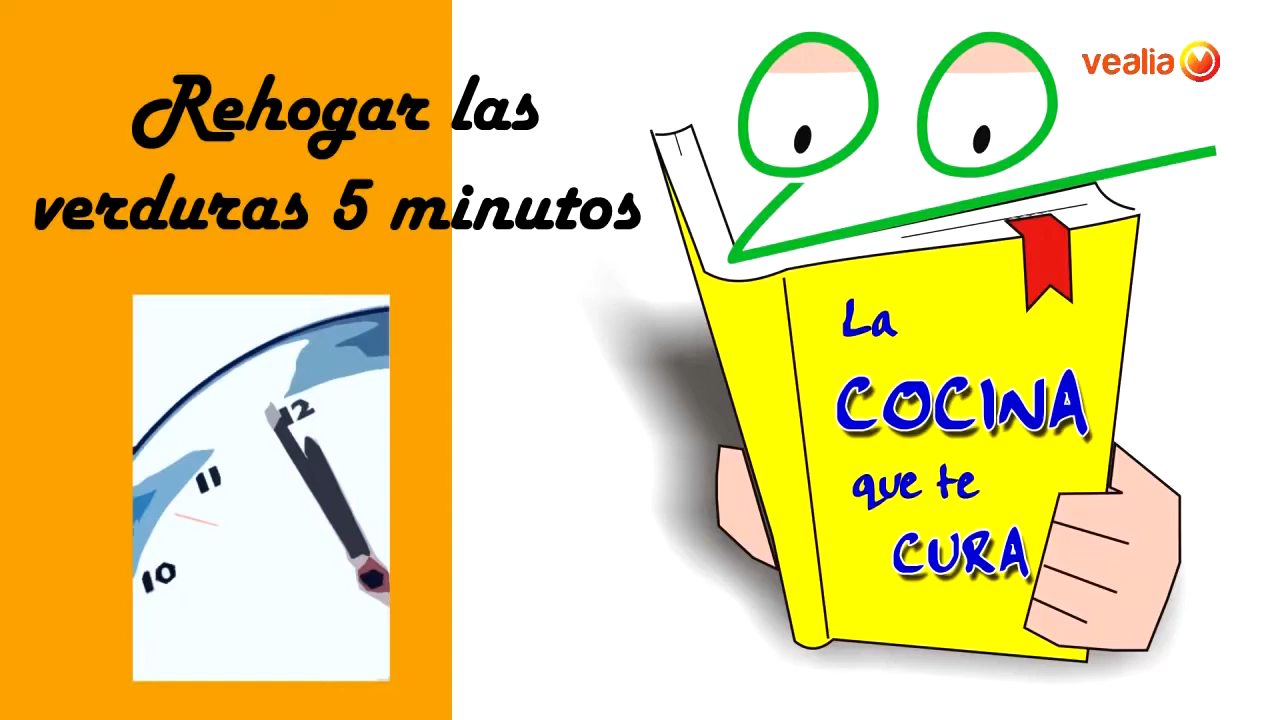 Rehogar las
verduras 5 minutos
vealia
12
11
10
La
COCINA
que te
CURA